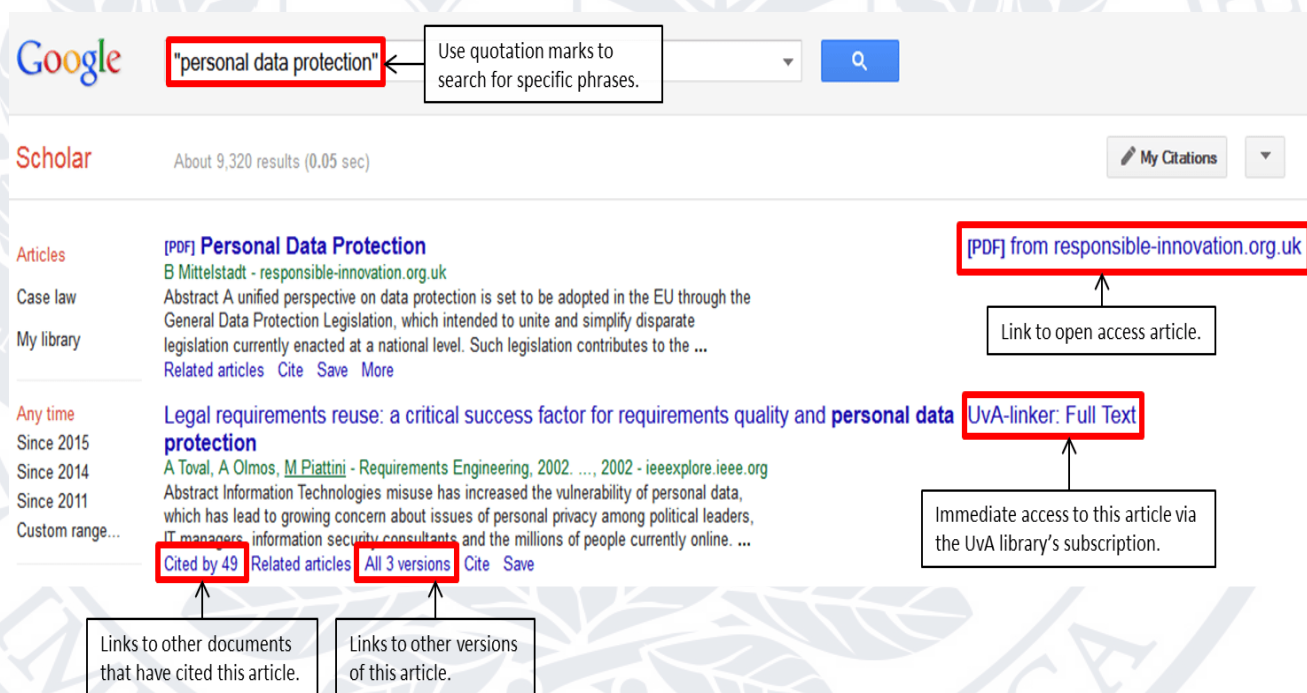 Google
"personal data protection"
Use quotation marks to
search for specific phrases.
Scholar
About 9,320 results (0.05 sec)
My Citations
Articles
Case law
My library
Any time
Since 2015
Since 2014
Since 2011
Custom range...
[PDF] Personal Data Protection
B Mittelstadt - responsible-innovation.org.uk
Abstract A unified perspective on data protection is set to be adopted in the EU through the
General Data Protection Legislation, which intended to unite and simplify disparate
legislation currently enacted at a national level. Such legislation contributes to the ...
Related articles Cite Save More
[PDF] from responsible-innovation.org.uk
Link to open access article.
Legal requirements reuse: a critical success factor for requirements quality and personal data
protection
UvA-linker: Full Text
A Toval, A Olmos, M Piattini - Requirements Engineering, 2002. ..., 2002 - ieeexplore.ieee.org
Abstract Information Technologies misuse has increased the vulnerability of personal data,
which has lead to growing concern about issues of personal privacy among political leaders,
IT managers, information security consultants and the millions of people currently online. ...
Cited by 49 Related articles All 3 versions Cite Save
Immediate access to this article via
the UvA library's subscription.
Links to other documents
that have cited this article.
Links to other versions
of this article.